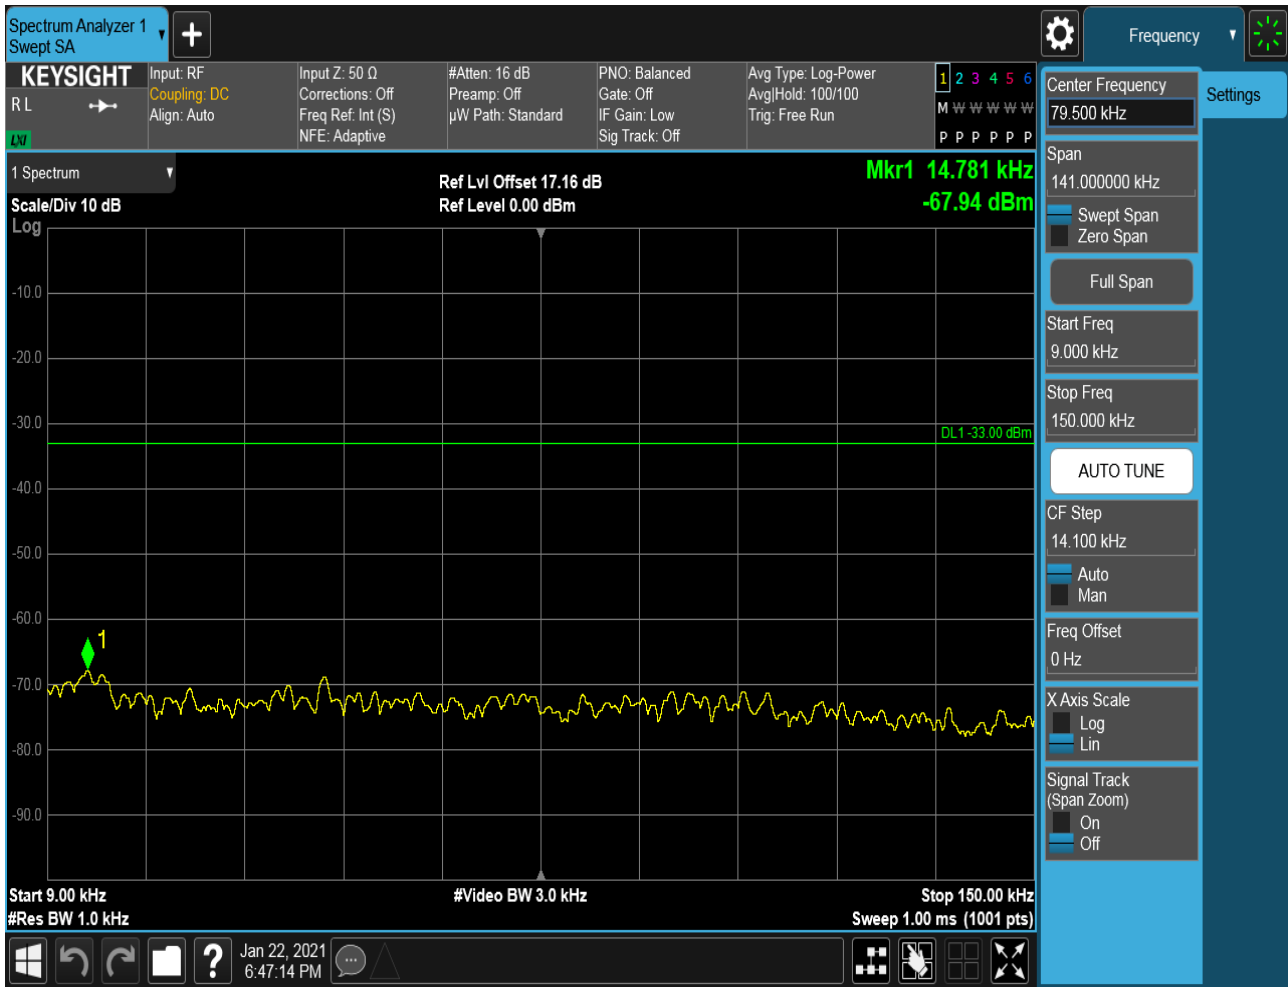 Spectrum Analyzer 1
Swept SA
Frequency
KEYSIGHT
R L
LXI
Input: RF
Coupling: DC
Align: Auto
Input Z: 50 Ω
Corrections: Off
Freq Ref: Int (S)
NFE: Adaptive
#Atten: 16 dB
Preamp: Off
µW Path: Standard
PNO: Balanced
Gate: Off
IF Gain: Low
Sig Track: Off
Avg Type: Log-Power
Avg|Hold: 100/100
Trig: Free Run
1 2 3 4 5 6
M W W W W W
P P P P P P
1 Spectrum
Scale/Div 10 dB
Log
Ref Lvl Offset 17.16 dB
Ref Level 0.00 dBm
Mkr1 14.781 kHz
-67.94 dBm
-10.0
-20.0
-30.0
DL1 -33.00 dBm
-40.0
-50.0
-60.0
1
-70.0
-80.0
-90.0
Start 9.00 kHz
#Video BW 3.0 kHz
Stop 150.00 kHz
#Res BW 1.0 kHz
Sweep 1.00 ms (1001 pts)
Jan 22, 2021
6:47:14 PM
Center Frequency
79.500 kHz
Settings
Span
141.000000 kHz
Swept Span
Zero Span
Full Span
Start Freq
9.000 kHz
Stop Freq
150.000 kHz
AUTO TUNE
CF Step
14.100 kHz
Auto
Man
Freq Offset
0 Hz
X Axis Scale
Log
Lin
Signal Track
(Span Zoom)
On
Off